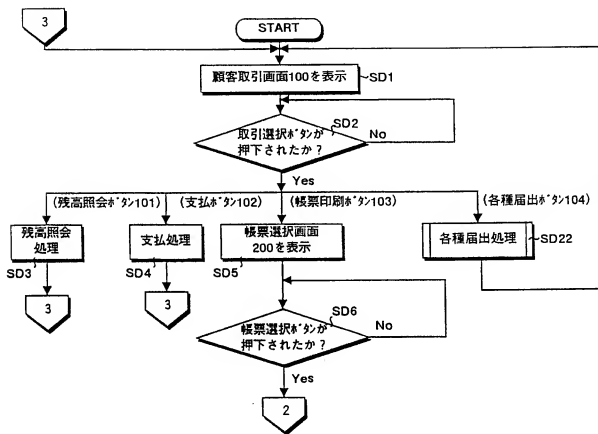 3
START
顧客取引画面100を表示
SD1
取引選択ﾎﾞﾀﾝが
押下されたか？
SD2
No
Yes
(残高照会ﾎﾞﾀﾝ101)
(支払ﾎﾞﾀﾝ102)
(帳票印刷ﾎﾞﾀﾝ103)
(各種届出ﾎﾞﾀﾝ104)
残高照会
処理
SD3
支払処理
SD4
帳票選択画面
200を表示
SD5
各種届出処理
SD22
3
3
帳票選択ﾎﾞﾀﾝが
押下されたか？
SD6
No
Yes
2